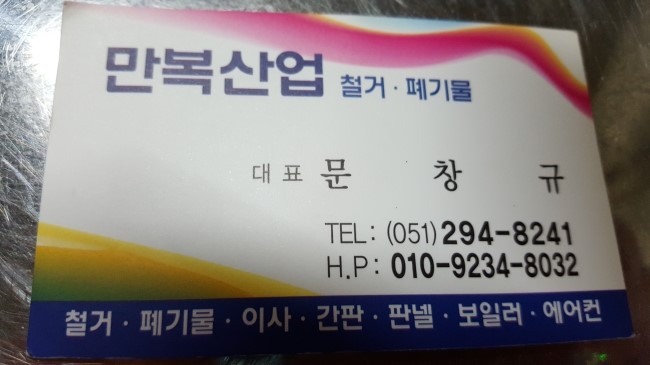 만복산업 철거 · 폐기물
대표 문 창 규
TEL : (051) 294-8241
H.P : 010-9234-8032
철거 · 폐기물 · 이사 · 간판 · 판넬 · 보일러 · 에어컨